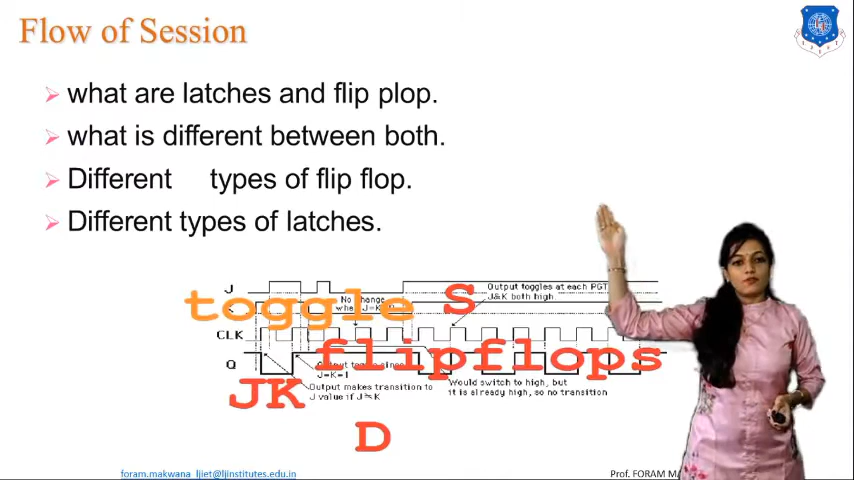 Flow of Session
what are latches and flip plop.
what is different between both.
Different types of flip flop.
Different types of latches.
J
Output toggles at each PGT
J&K both high
No change
toggle
S
CLK
flipflops
Q
J=K=1
Output makes transition to
J value if J≒K
Would switch to high, but
it is already high, so no transition
JK
D
foram.makwana_ljiet@ljinstitutes.edu.in
Prof. FORAM